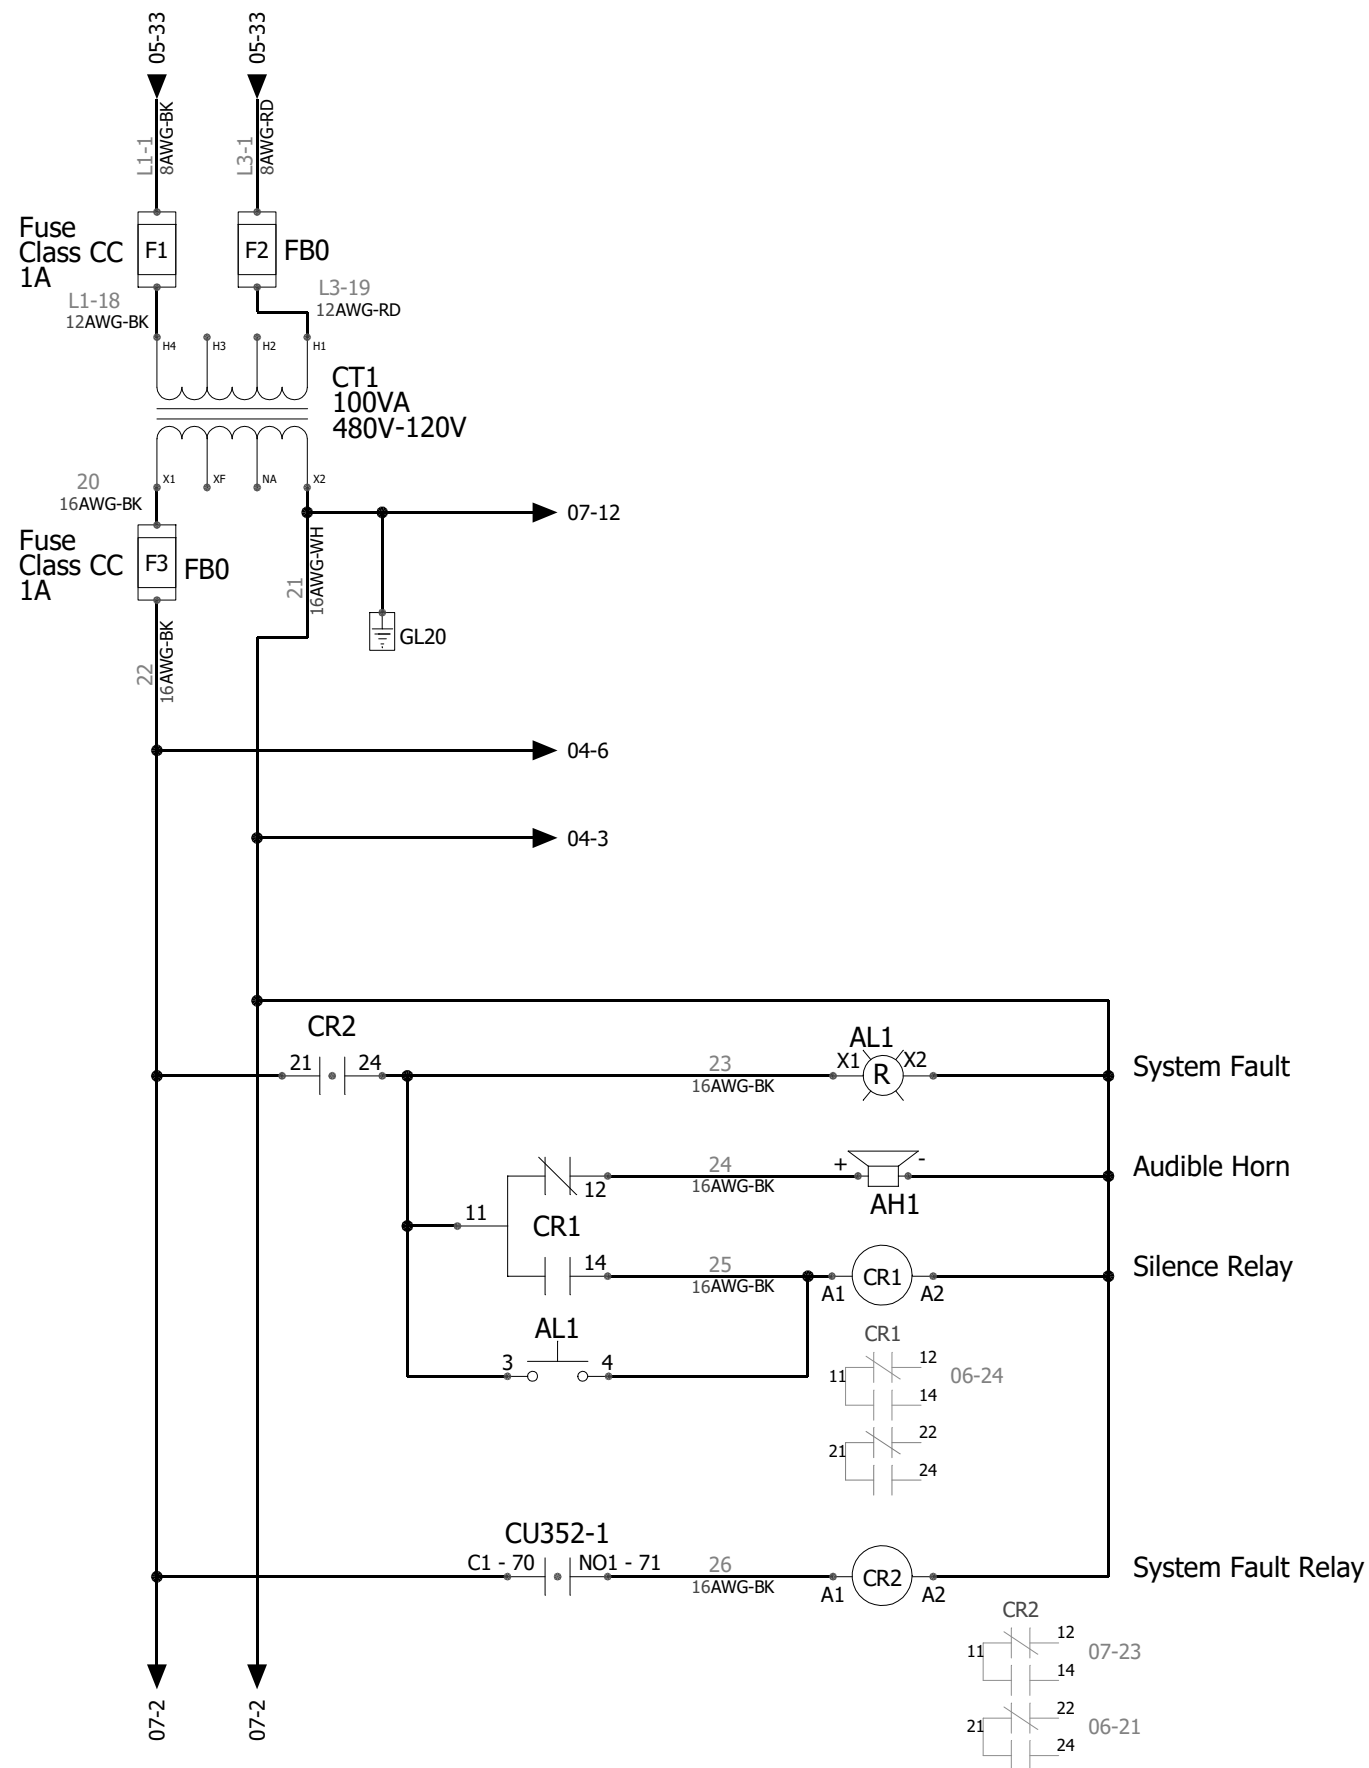 05-33
05-33
L1-1
8AWG-BK
L3-1
8AWG-RD
Fuse
Class CC
1A
F1
F2
FB0
L1-18
12AWG-BK
L3-19
12AWG-RD
H4
H3
H2
H1
CT1
100VA
480V-120V
X1
XF
NA
X2
20
16AWG-BK
07-12
Fuse
Class CC
1A
F3
FB0
21
16AWG-WH
GL20
22
16AWG-BK
04-6
04-3
CR2
21
24
23
16AWG-BK
AL1
X1
R
X2
System Fault
12
24
16AWG-BK
+
-
AH1
Audible Horn
11
CR1
14
25
16AWG-BK
A1
CR1
A2
Silence Relay
AL1
3
4
CR1
11
12
14
06-24
21
22
24
CU352-1
C1 - 70
NO1 - 71
26
16AWG-BK
A1
CR2
A2
System Fault Relay
CR2
11
12
14
07-23
21
22
24
06-21
07-2
07-2